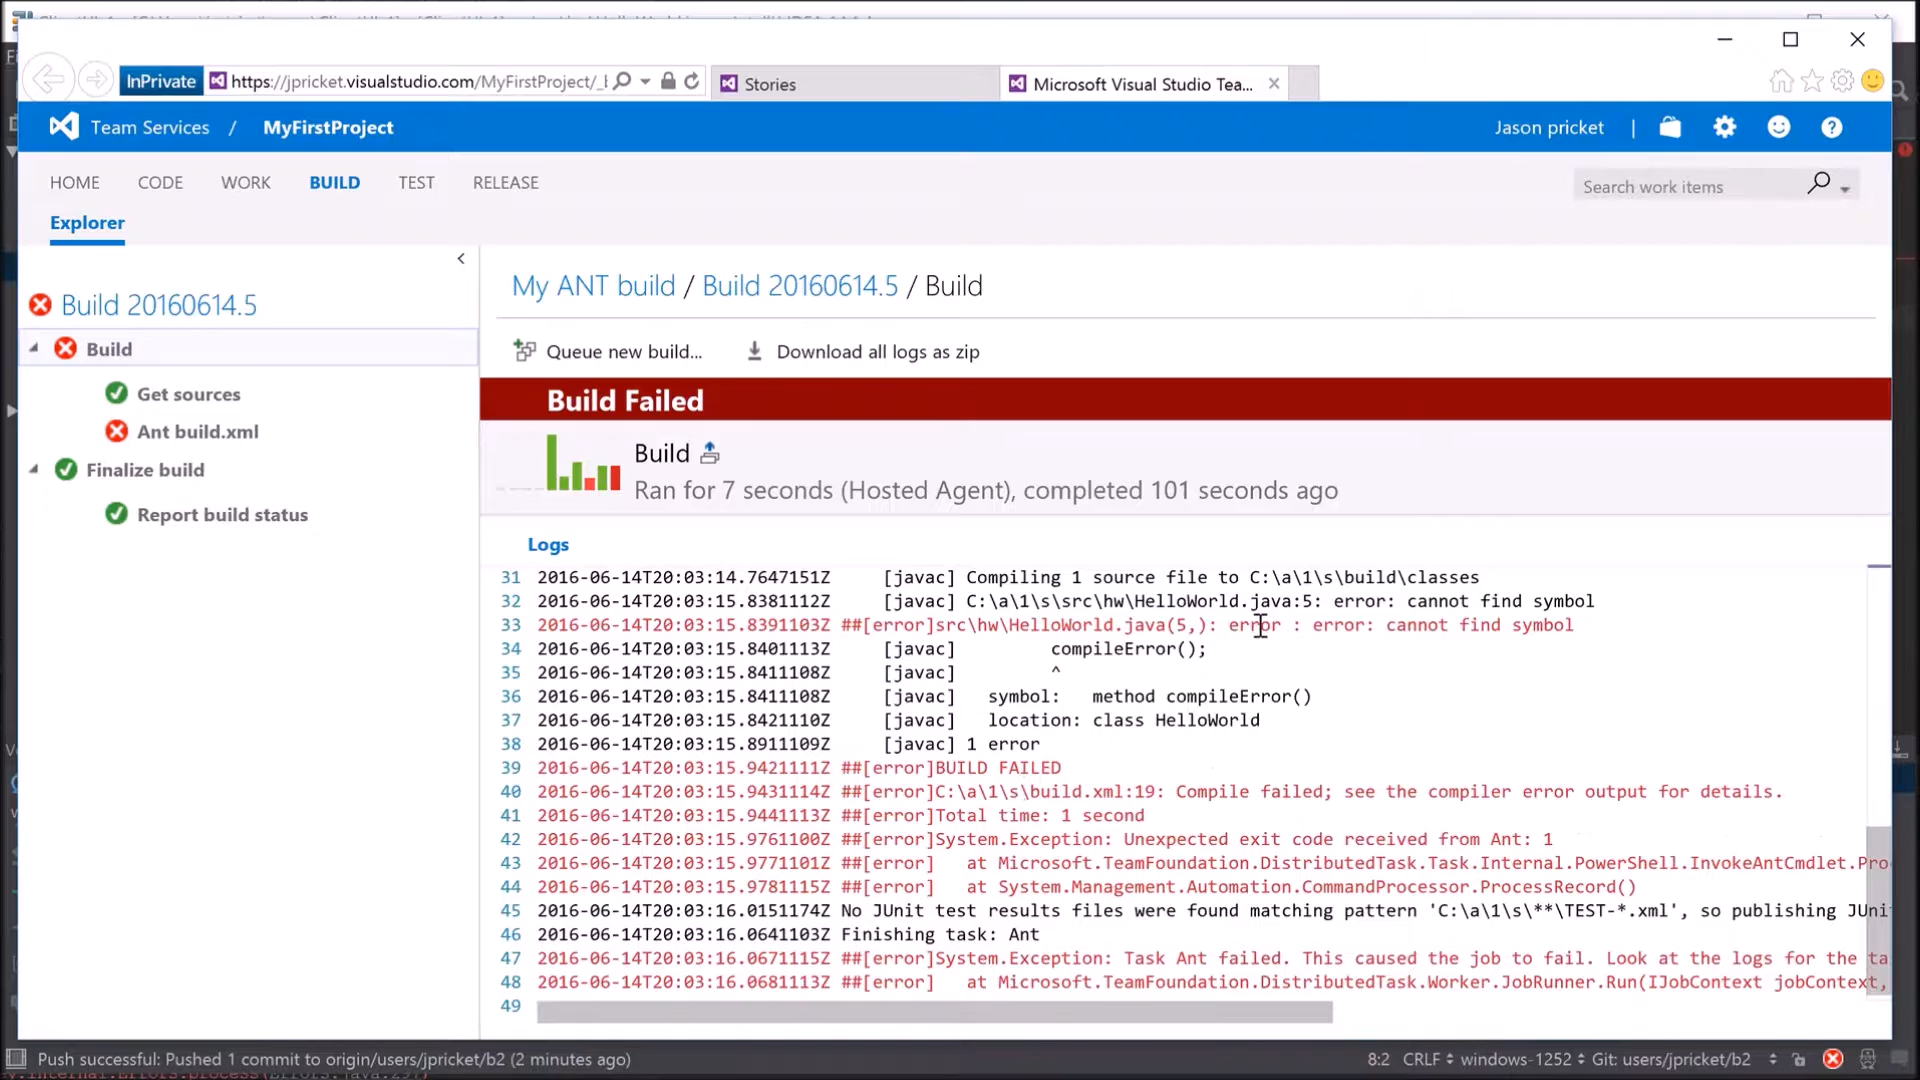 InPrivate https://jpricket.visualstudio.com/MyFirstProject/_ Stories Microsoft Visual Studio Tea...
Team Services / MyFirstProject Jason pricket
HOME CODE WORK BUILD TEST RELEASE Search work items
Explorer
Build 20160614.5
Build
Get sources
Ant build.xml
Finalize build
Report build status
My ANT build / Build 20160614.5 / Build
Queue new build... Download all logs as zip
Build Failed
Build
Ran for 7 seconds (Hosted Agent), completed 101 seconds ago
Logs
31 2016-06-14T20:03:14.7647151Z [javac] Compiling 1 source file to C:\a\1\s\build\classes
32 2016-06-14T20:03:15.8381112Z [javac] C:\a\1\s\src\hw\HelloWorld.java:5: error: cannot find symbol
33 2016-06-14T20:03:15.8391103Z ##[error]src\hw\HelloWorld.java(5,): error : error: cannot find symbol
34 2016-06-14T20:03:15.8401113Z [javac] compileError();
35 2016-06-14T20:03:15.8411108Z [javac] ^
36 2016-06-14T20:03:15.8411108Z [javac] symbol: method compileError()
37 2016-06-14T20:03:15.8421110Z [javac] location: class HelloWorld
38 2016-06-14T20:03:15.8911109Z [javac] 1 error
39 2016-06-14T20:03:15.9421111Z ##[error]BUILD FAILED
40 2016-06-14T20:03:15.9431114Z ##[error]C:\a\1\s\build.xml:19: Compile failed; see the compiler error output for details.
41 2016-06-14T20:03:15.9441113Z ##[error]Total time: 1 second
42 2016-06-14T20:03:15.9761100Z ##[error]System.Exception: Unexpected exit code received from Ant: 1
43 2016-06-14T20:03:15.9771101Z ##[error] at Microsoft.TeamFoundation.DistributedTask.Task.Internal.PowerShell.InvokeAntCmdlet.Pro
44 2016-06-14T20:03:15.9781115Z ##[error] at System.Management.Automation.CommandProcessor.ProcessRecord()
45 2016-06-14T20:03:16.0151174Z No JUnit test results files were found matching pattern 'C:\a\1\s\**\TEST-*.xml', so publishing JUni
46 2016-06-14T20:03:16.0641103Z Finishing task: Ant
47 2016-06-14T20:03:16.0671115Z ##[error]System.Exception: Task Ant failed. This caused the job to fail. Look at the logs for the ta
48 2016-06-14T20:03:16.0681113Z ##[error] at Microsoft.TeamFoundation.DistributedTask.Worker.JobRunner.Run(IJobContext jobContext,
49
Push successful: Pushed 1 commit to origin/users/jpricket/b2 (2 minutes ago) 8:2 CRLF windows-1252 Git: users/jpricket/b2